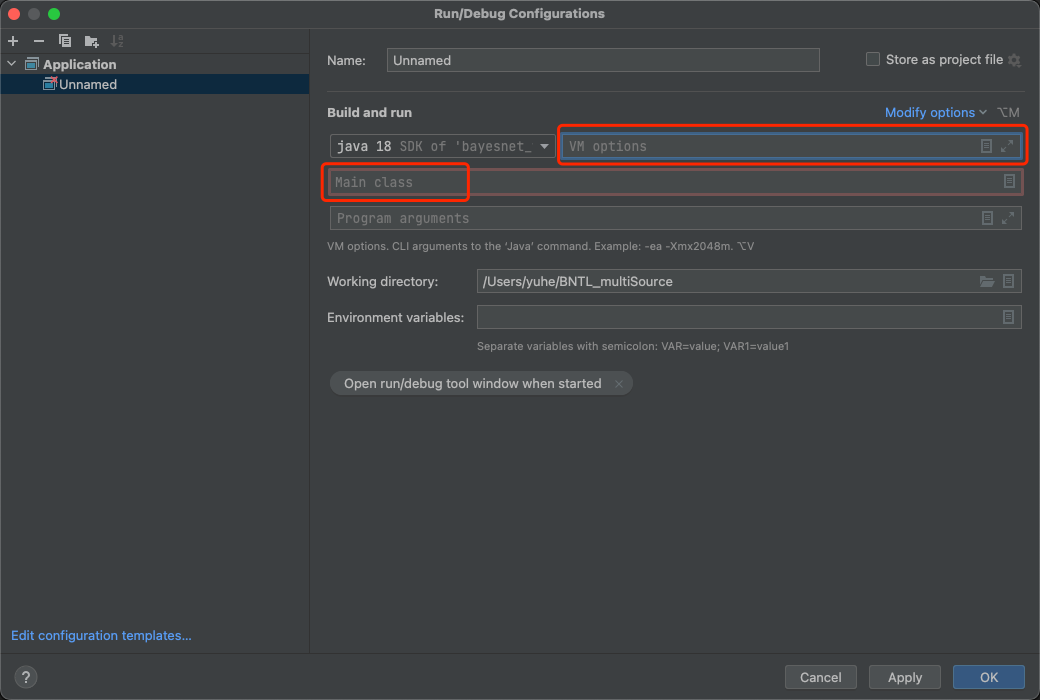 Run/Debug Configurations
Application
Unnamed
Name: Unnamed Store as project file
Build and run Modify options ⌥M
java 18 SDK of 'bayesnet_ VM options
Main class
Program arguments
VM options. CLI arguments to the 'Java' command. Example: -ea -Xmx2048m. ⌥V
Working directory: /Users/yuhe/BNTL_multiSource
Environment variables:
Separate variables with semicolon: VAR=value; VAR1=value1
Open run/debug tool window when started ×
Edit configuration templates...
? Cancel Apply OK